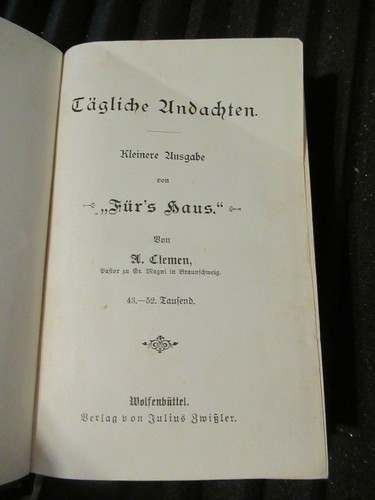 Tägliche Andachten.
Kleinere Ausgabe
von
„Für's Haus.“
Von
A. Clemen,
Pastor zu St. Magni in Braunschweig.
43.—52. Tausend.
Wolfenbüttel.
Verlag von Julius Zwißler.